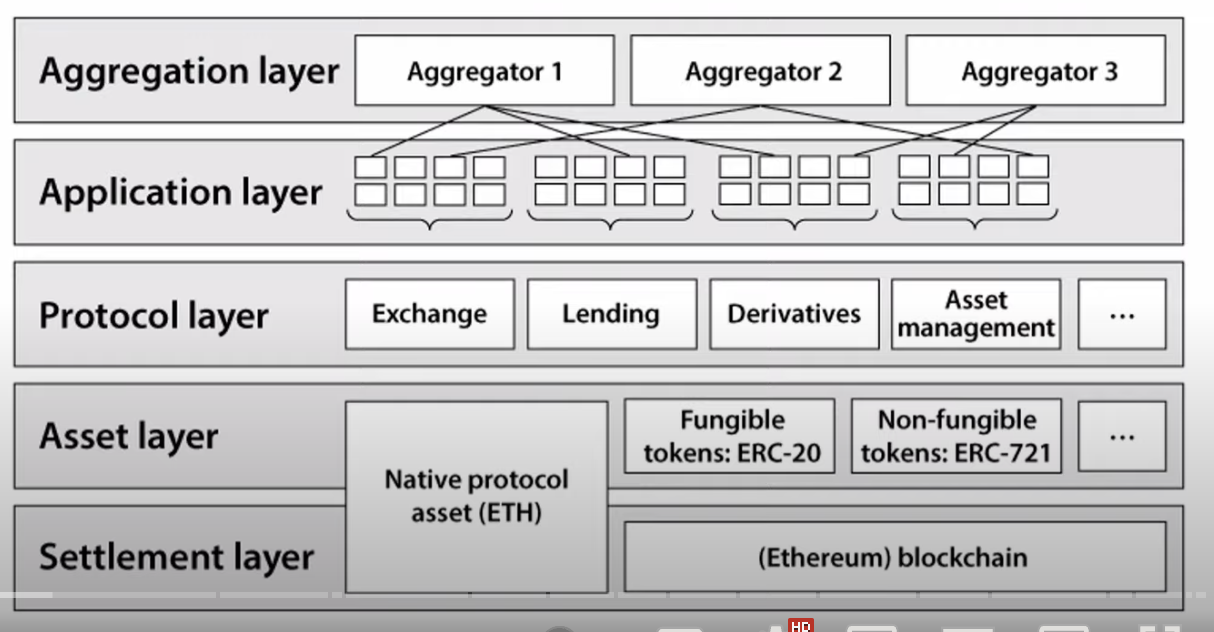 Aggregation layer
Aggregator 1
Aggregator 2
Aggregator 3
Application layer
Protocol layer
Exchange
Lending
Derivatives
Asset
management
...
Asset layer
Native protocol
asset (ETH)
Fungible
tokens: ERC-20
Non-fungible
tokens: ERC-721
...
Settlement layer
(Ethereum) blockchain
HD